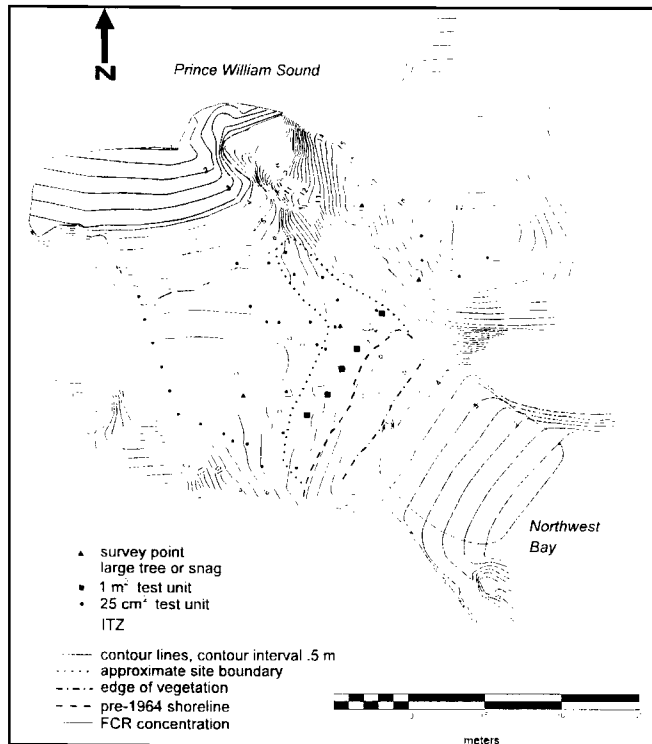 N
Prince William Sound
Northwest
Bay
survey point
large tree or snag
1 m² test unit
25 cm² test unit
ITZ
contour lines, contour interval .5 m
approximate site boundary
edge of vegetation
pre-1964 shoreline
FCR concentration
meters